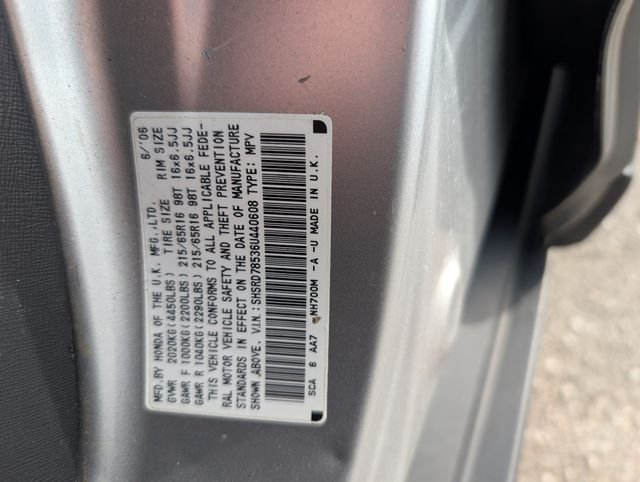 MFD.BY HONDA OF THE U.K. MFG.,LTD. 6/'06
GVWR 2020KG(4450LBS) TIRE SIZE RIM SIZE
GAWR F 1000KG(2200LBS) 215/65R16 98T 16x6.5JJ
GAWR R 1040KG(2290LBS) 215/65R16 98T 16x6.5JJ
THIS VEHICLE CONFORMS TO ALL APPLICABLE FEDE-
RAL MOTOR VEHICLE SAFETY AND THEFT PREVENTION
STANDARDS IN EFFECT ON THE DATE OF MANUFACTURE
SHOWN ABOVE. V.I.N.:SHSRD78536U440608 TYPE: MPV
SCA 6 AA7 NH700M -A -U MADE IN U.K.